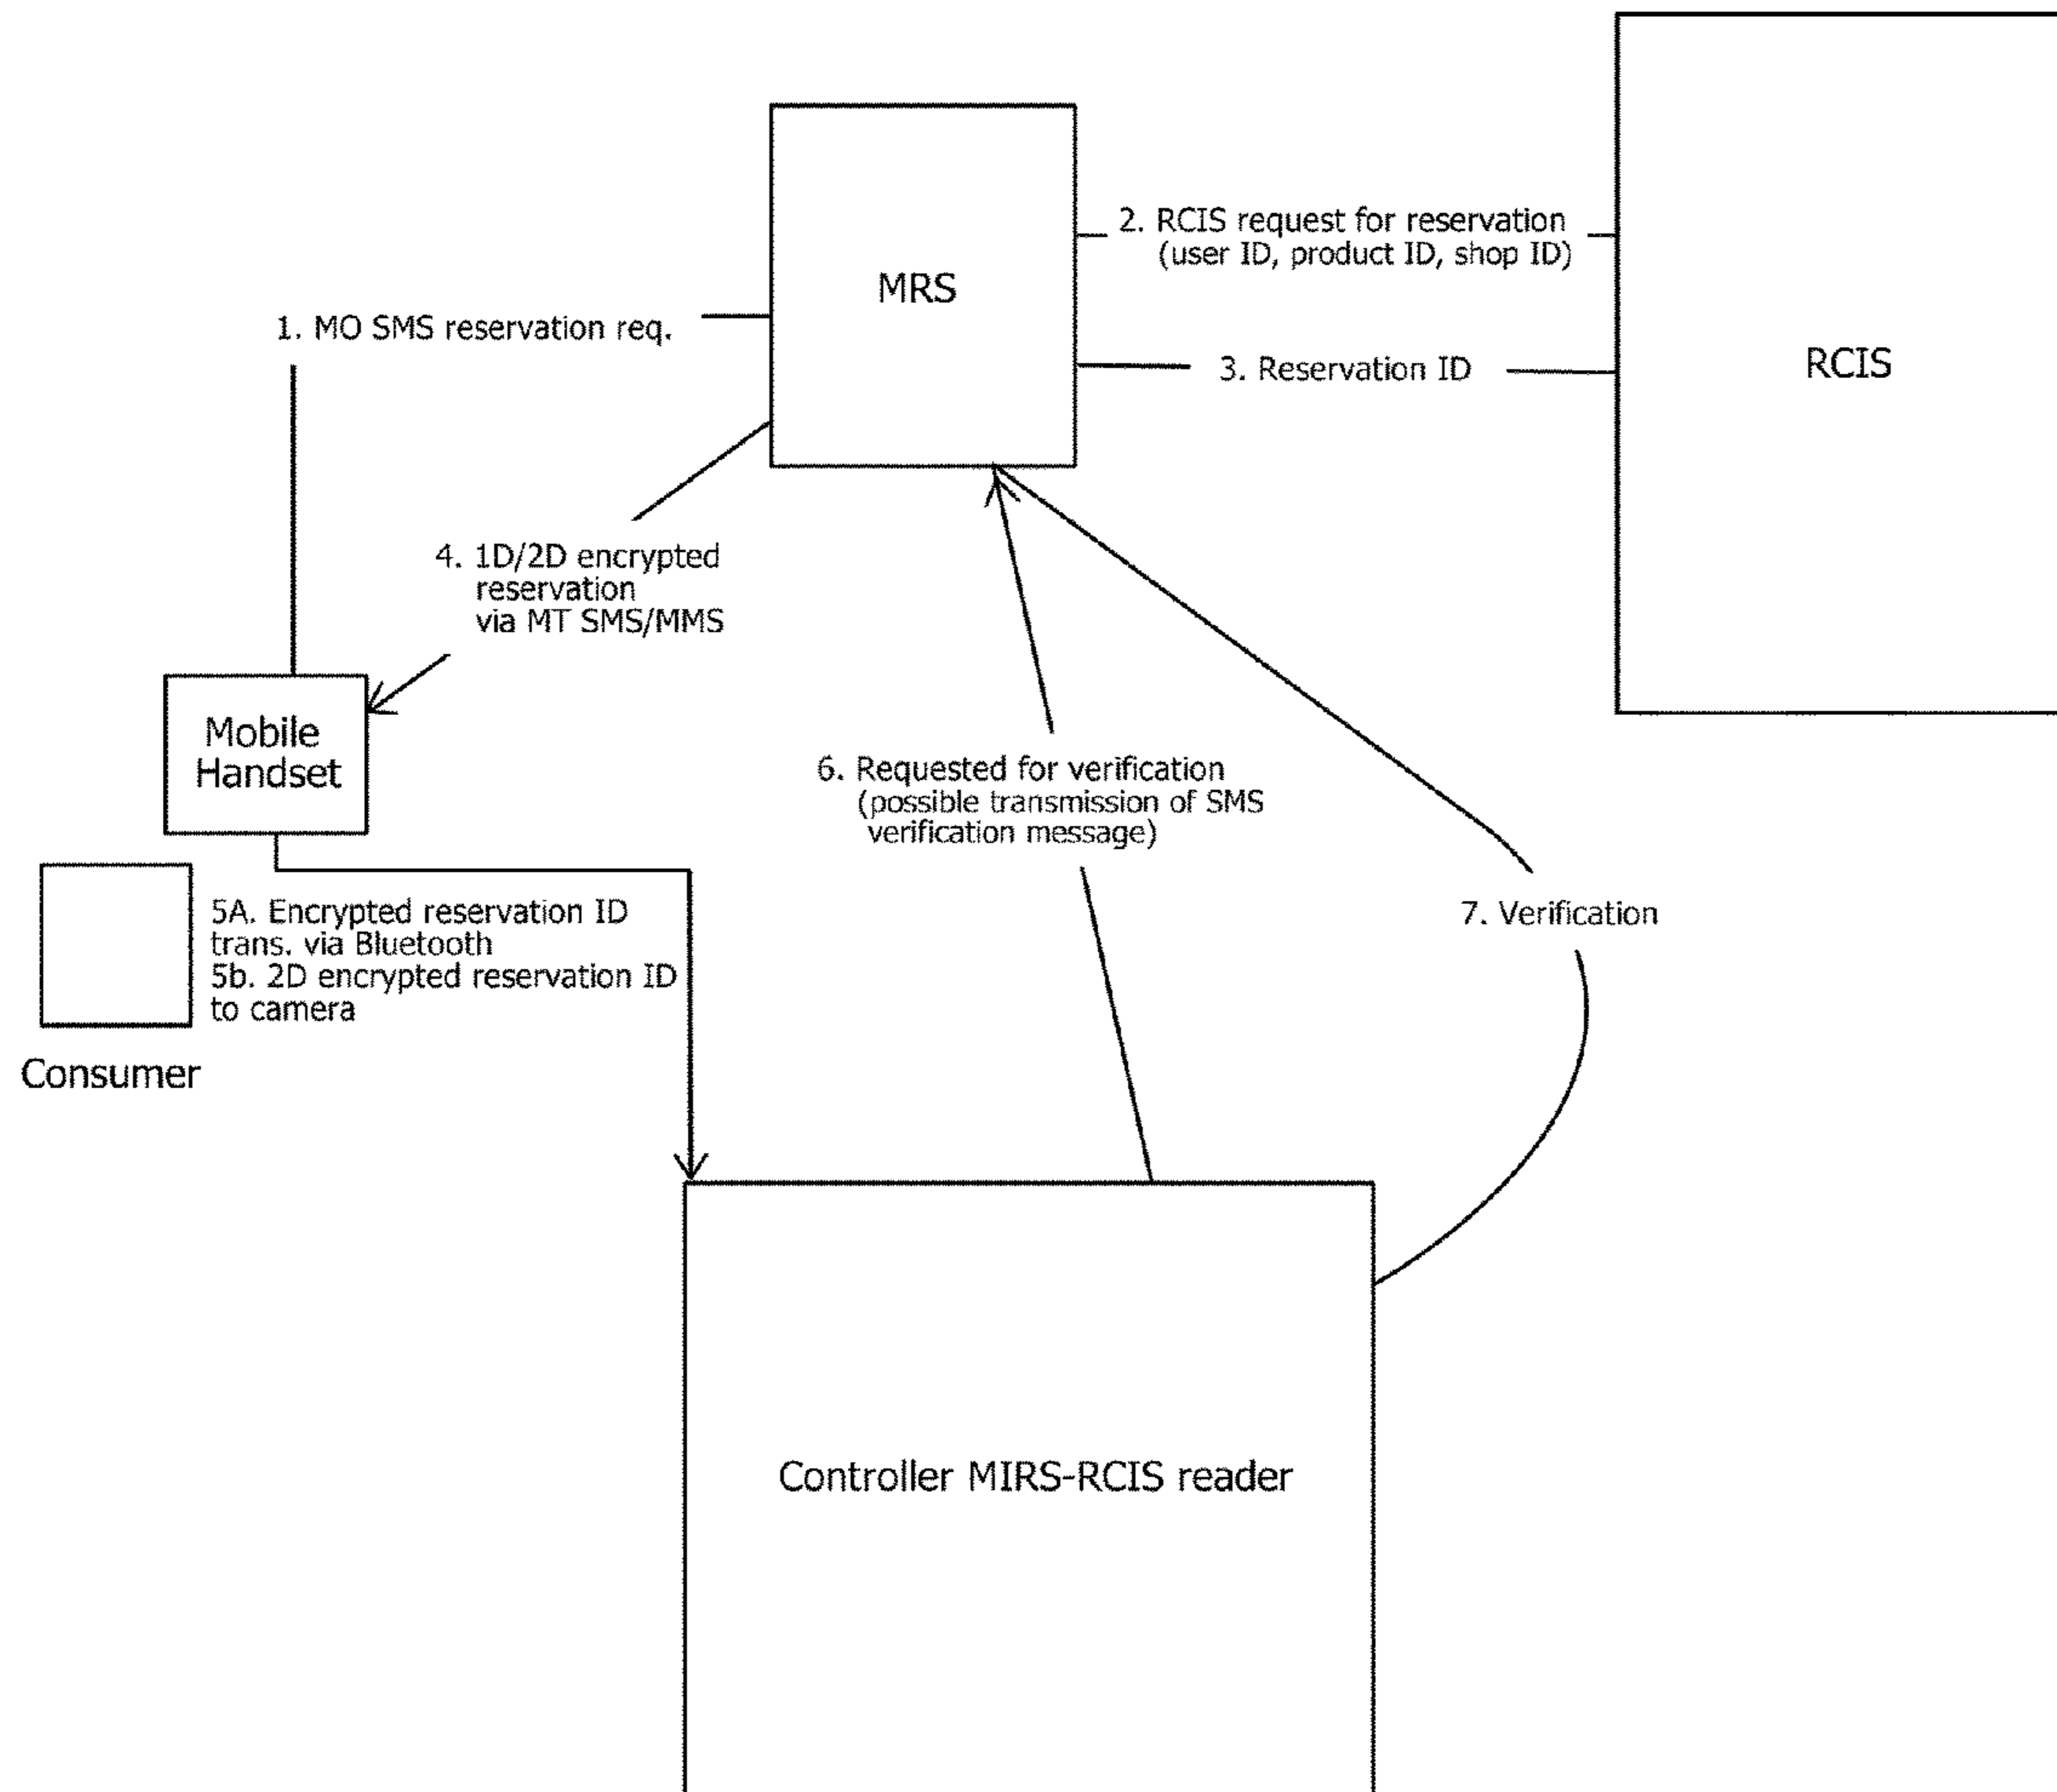 MRS
2. RCIS request for reservation
(user ID, product ID, shop ID)
1. MO SMS reservation req.
3. Reservation ID
RCIS
4. 1D/2D encrypted
reservation
via MT SMS/MMS
Mobile
Handset
6. Requested for verification
(possible transmission of SMS
verification message)
7. Verification
5A. Encrypted reservation ID
trans. via Bluetooth
5b. 2D encrypted reservation ID
to camera
Consumer
Controller MIRS-RCIS reader